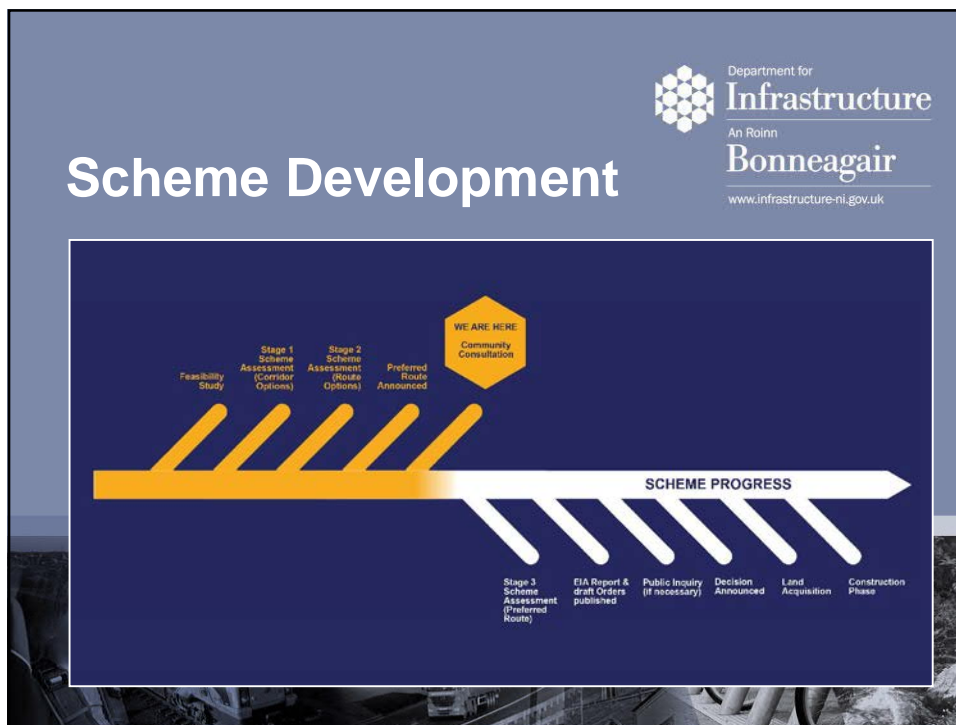 Department for
Infrastructure
An Roinn
Bonneagair
www.infrastructure-ni.gov.uk
Scheme Development
WE ARE HERE
Community
Consultation
Feasibility
Study
Stage 1
Scheme
Assessment
(Corridor
Options)
Stage 2
Scheme
Assessment
(Route
Options)
Preferred
Route
Announced
SCHEME PROGRESS
Stage 3
Scheme
Assessment
(Preferred
Route)
EIA Report &
draft Orders
published
Public Inquiry
(if necessary)
Decision
Announced
Land
Acquisition
Construction
Phase